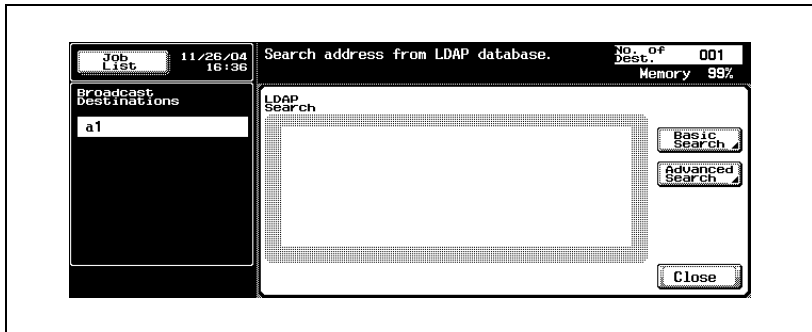 Job List
11/26/04
16:36
Search address from LDAP database.
No. of Dest.
001
Memory 99%
Broadcast
Destinations
a1
LDAP
Search
Basic
Search
Advanced
Search
Close